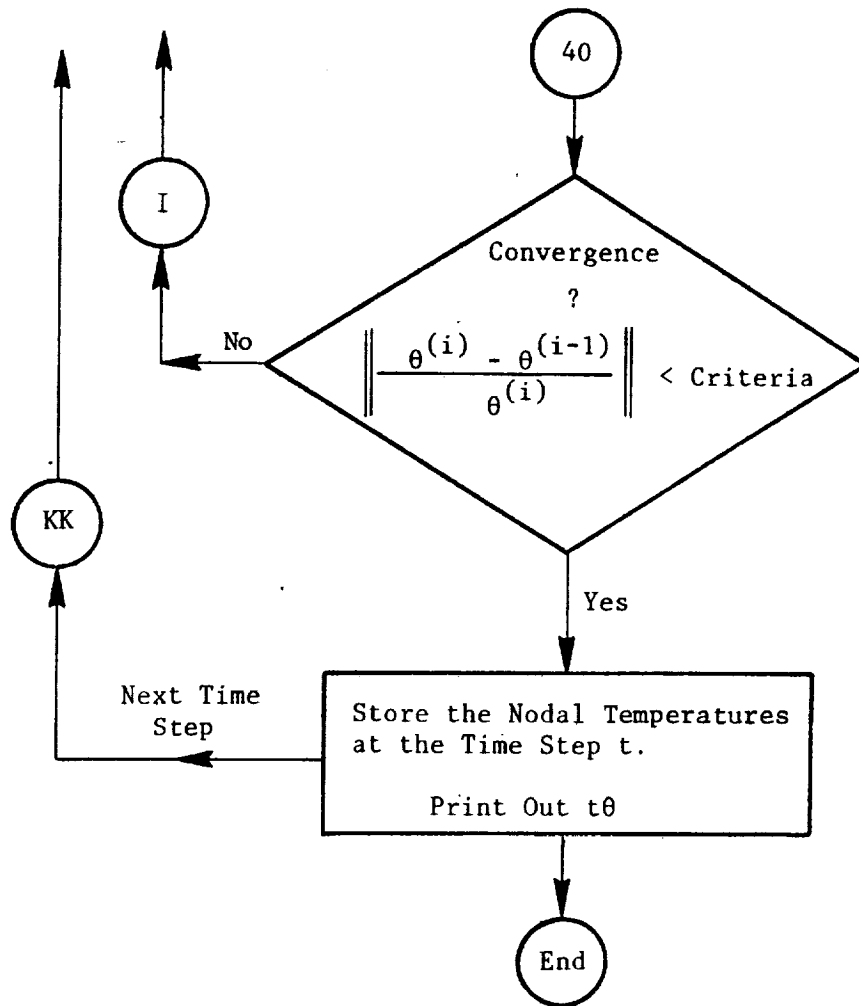 40
I
Convergence
?
No
‖ θ^(i) - θ^(i-1) / θ^(i) ‖ < Criteria
KK
Yes
Next Time
Step
Store the Nodal Temperatures
at the Time Step t.
Print Out tθ
End